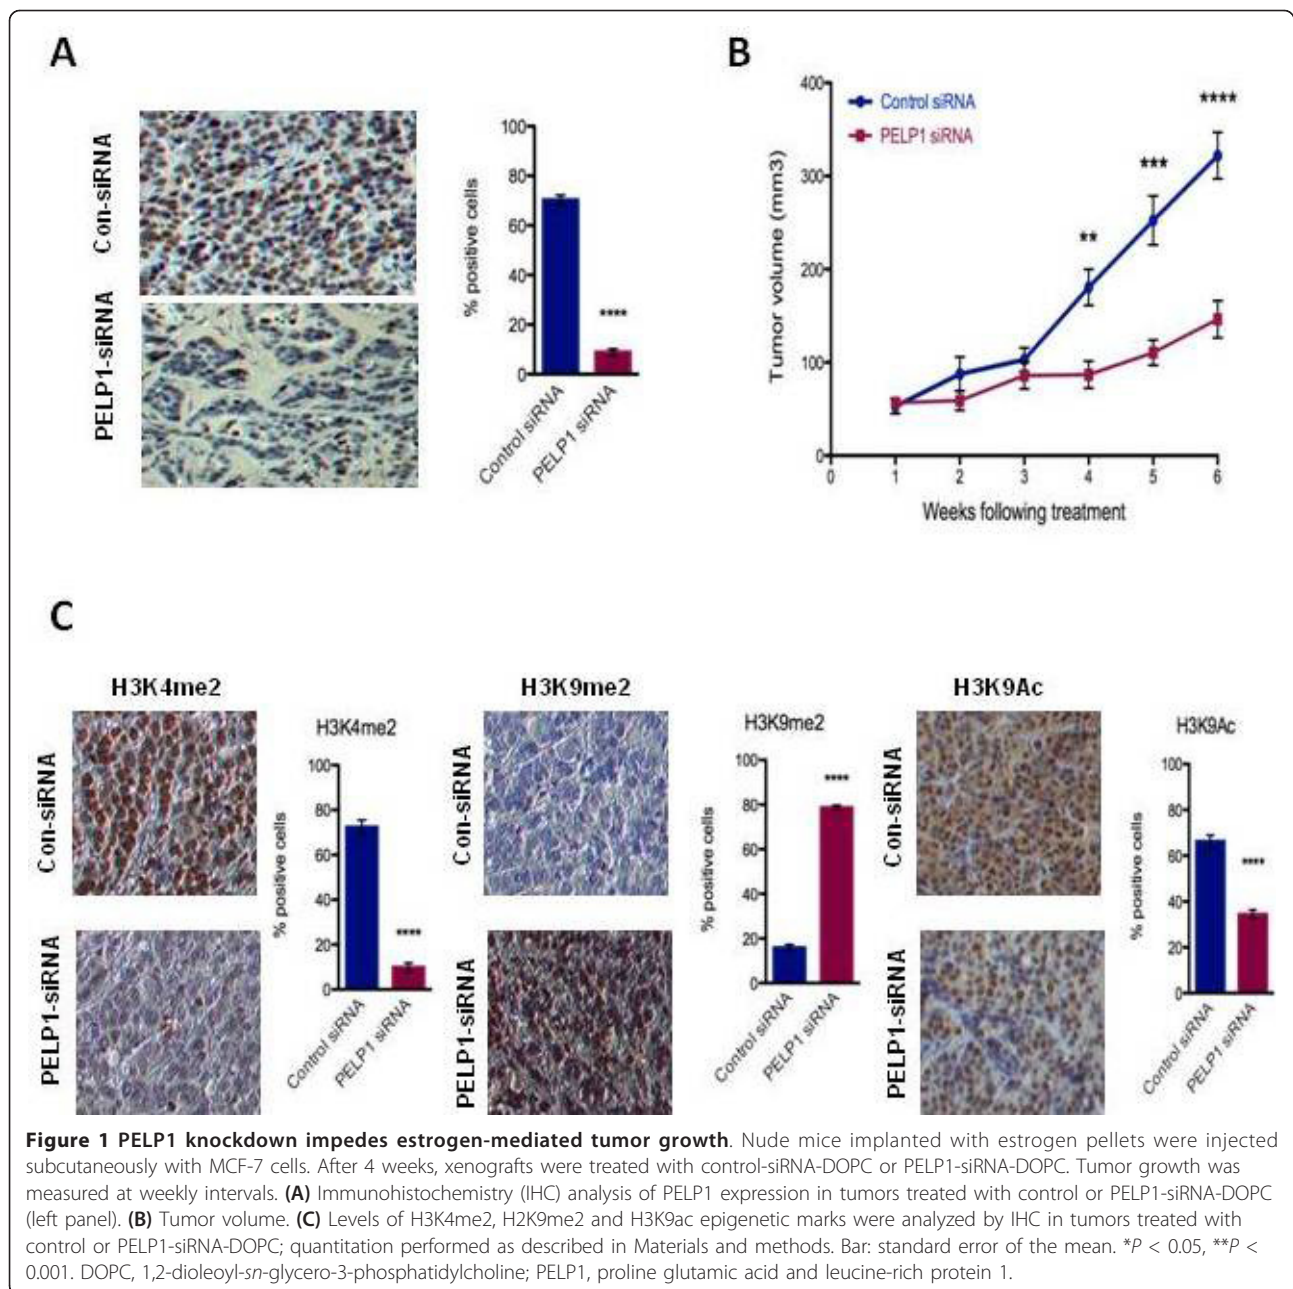 A
Con-siRNA
PELP1-siRNA
% positive cells
100
80
60
40
20
0
****
Control siRNA
PELP1 siRNA
B
Tumor volume (mm3)
400
300
200
100
0
Control siRNA
PELP1 siRNA
**
***
****
0 1 2 3 4 5 6
Weeks following treatment
C
H3K4me2
Con-siRNA
PELP1-siRNA
H3K4me2
% positive cells
100
80
60
40
20
0
****
Control siRNA
PELP1 siRNA
H3K9me2
Con-siRNA
PELP1-siRNA
H3K9me2
% positive cells
100
80
60
40
20
0
****
Control siRNA
PELP1 siRNA
H3K9Ac
Con-siRNA
PELP1-siRNA
H3K9Ac
% positive cells
100
80
60
40
20
0
****
Control siRNA
PELP1 siRNA
Figure 1 PELP1 knockdown impedes estrogen-mediated tumor growth. Nude mice implanted with estrogen pellets were injected
subcutaneously with MCF-7 cells. After 4 weeks, xenografts were treated with control-siRNA-DOPC or PELP1-siRNA-DOPC. Tumor growth was
measured at weekly intervals. (A) Immunohistochemistry (IHC) analysis of PELP1 expression in tumors treated with control or PELP1-siRNA-DOPC
(left panel). (B) Tumor volume. (C) Levels of H3K4me2, H2K9me2 and H3K9ac epigenetic marks were analyzed by IHC in tumors treated with
control or PELP1-siRNA-DOPC; quantitation performed as described in Materials and methods. Bar: standard error of the mean. *P < 0.05, **P <
0.001. DOPC, 1,2-dioleoyl-sn-glycero-3-phosphatidylcholine; PELP1, proline glutamic acid and leucine-rich protein 1.